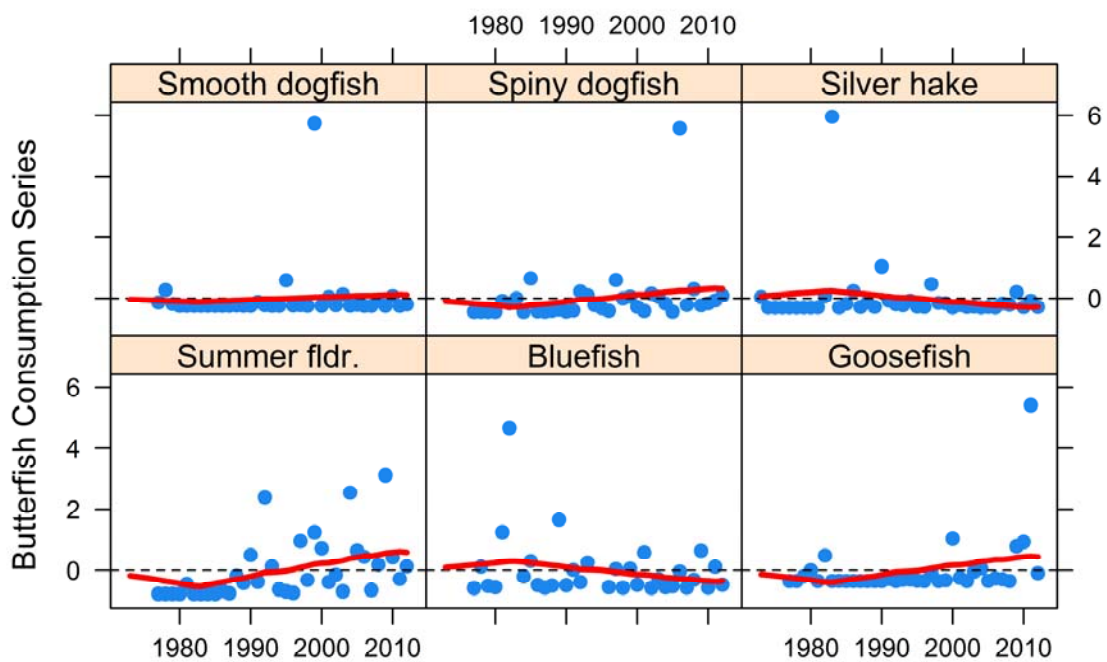 1980 1990 2000 2010
Smooth dogfish Spiny dogfish Silver hake
6
4
2
0
Butterfish Consumption Series
Summer fldr. Bluefish Goosefish
6
4
2
0
1980 1990 2000 2010 1980 1990 2000 2010